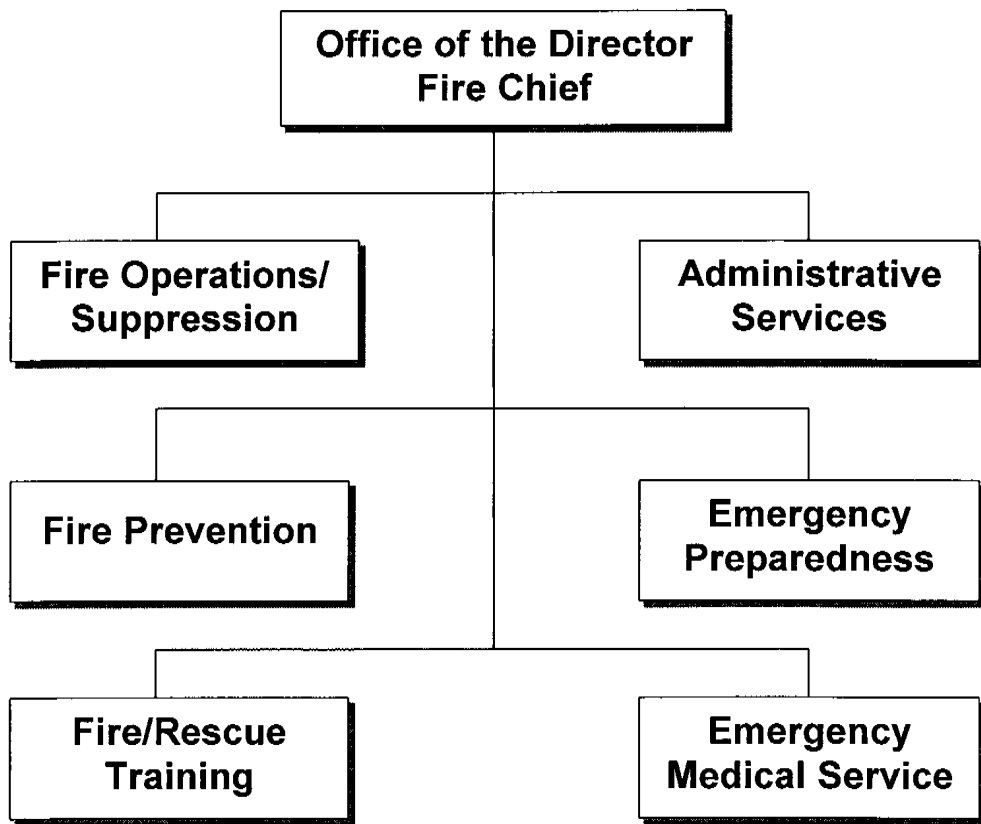 Office of the Director
Fire Chief
Fire Operations/
Suppression
Administrative
Services
Fire Prevention
Emergency
Preparedness
Fire/Rescue
Training
Emergency
Medical Service